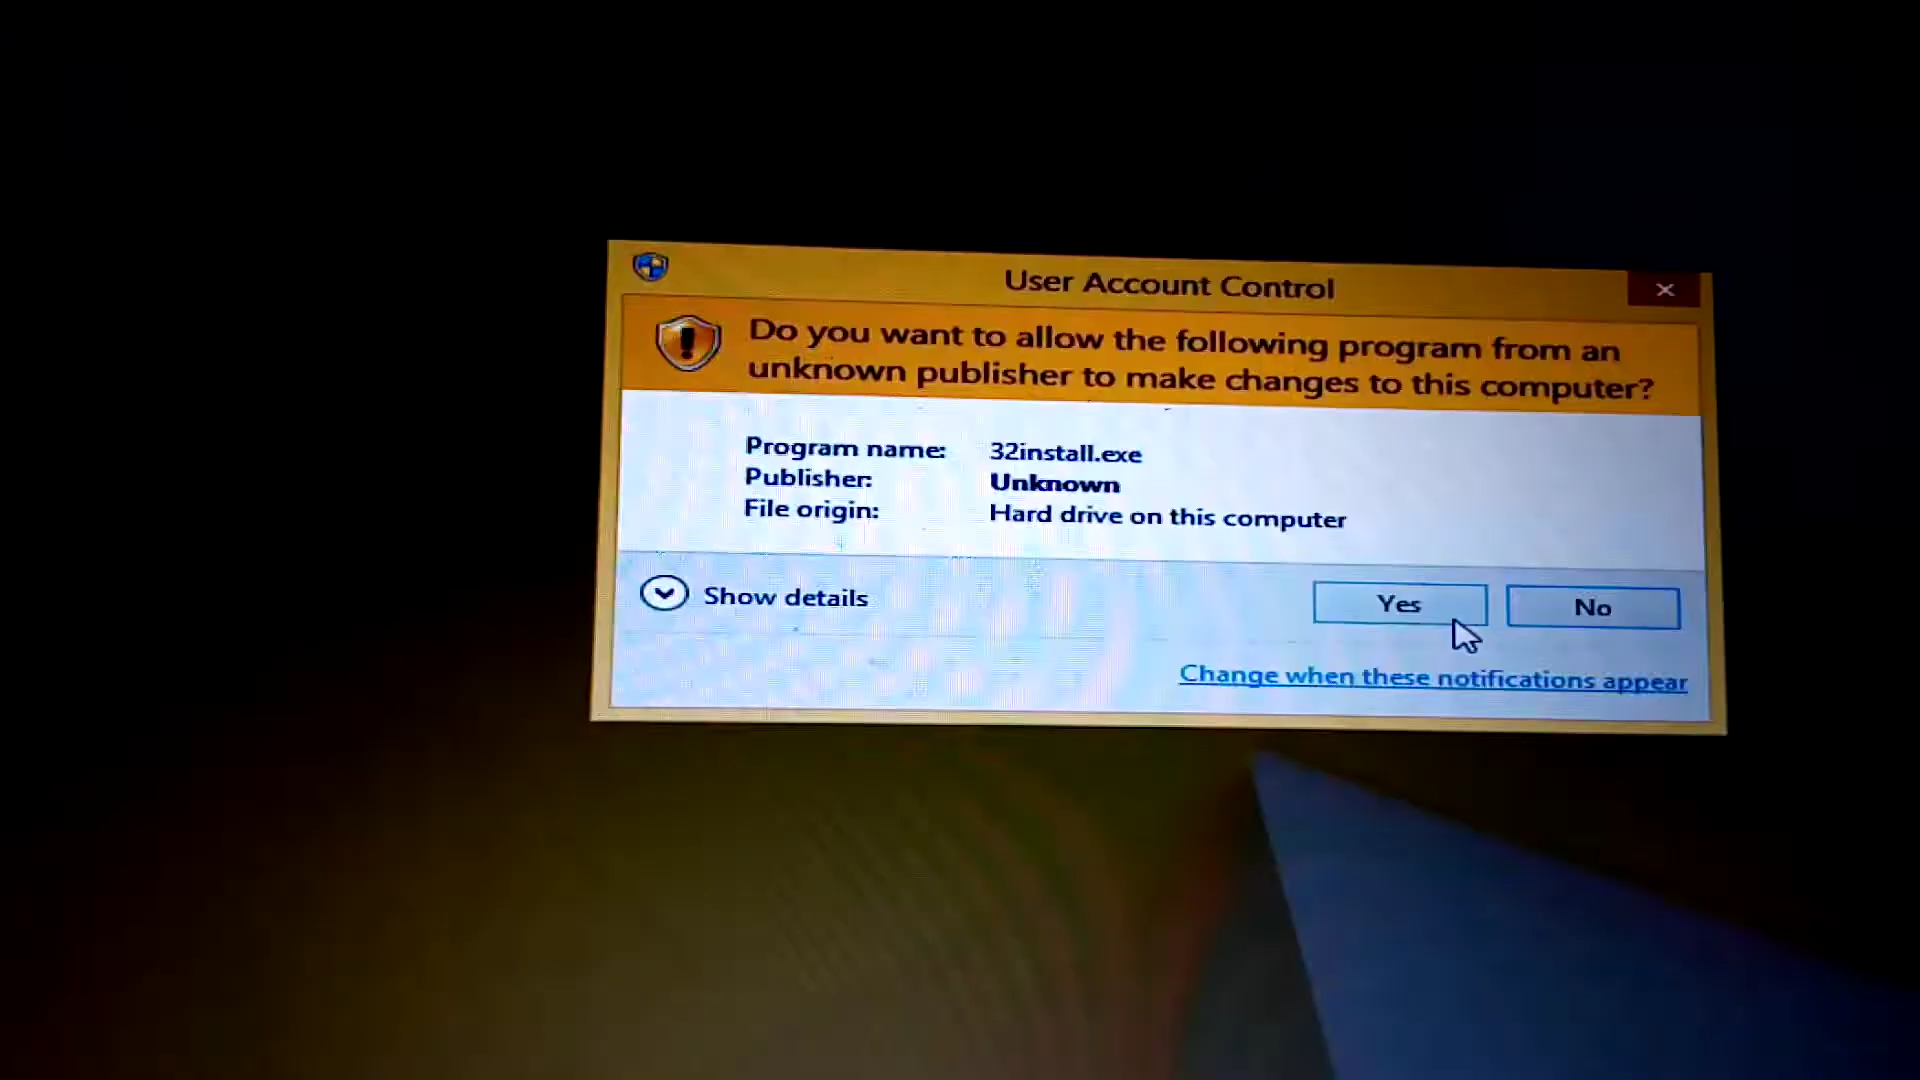 User Account Control
Do you want to allow the following program from an
unknown publisher to make changes to this computer?
Program name: 32install.exe
Publisher: Unknown
File origin: Hard drive on this computer
Show details
Yes No
Change when these notifications appear